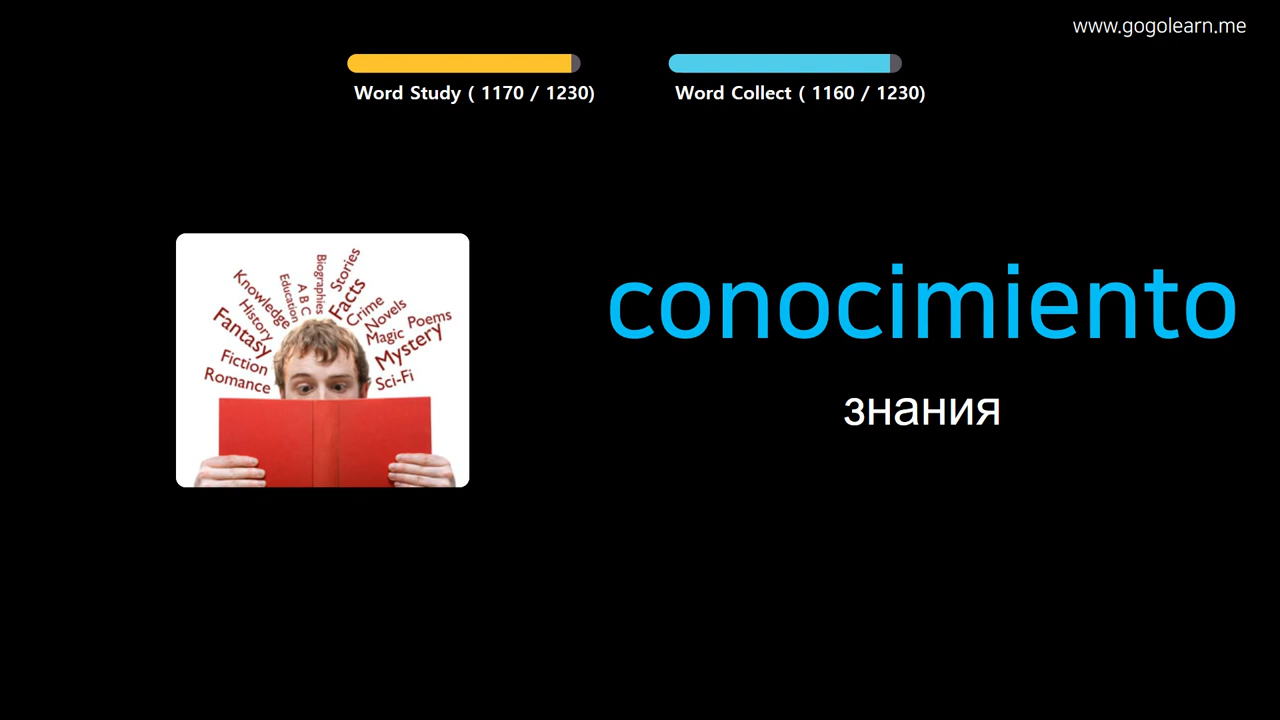 www.gogolearn.me
Word Study ( 1170 / 1230)
Word Collect ( 1160 / 1230)
conocimiento
знания
Knowledge
History
Fantasy
Fiction
Romance
Education
A B C
Biographies
Stories
Facts
Crime
Novels
Magic
Poems
Mystery
Sci-Fi